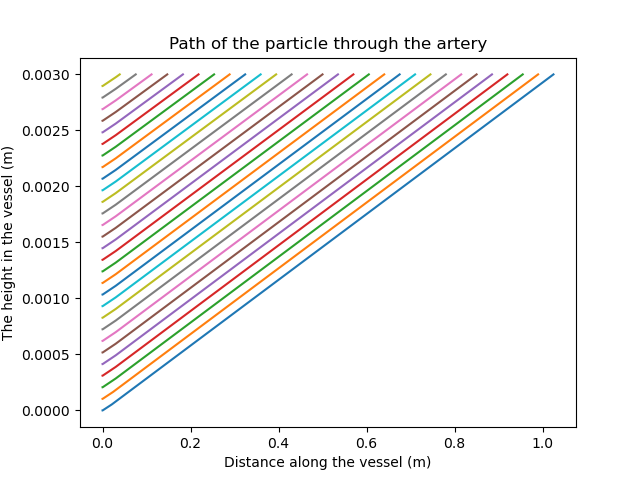 Path of the particle through the artery
The height in the vessel (m)
0.0030
0.0025
0.0020
0.0015
0.0010
0.0005
0.0000
0.0 0.2 0.4 0.6 0.8 1.0
Distance along the vessel (m)